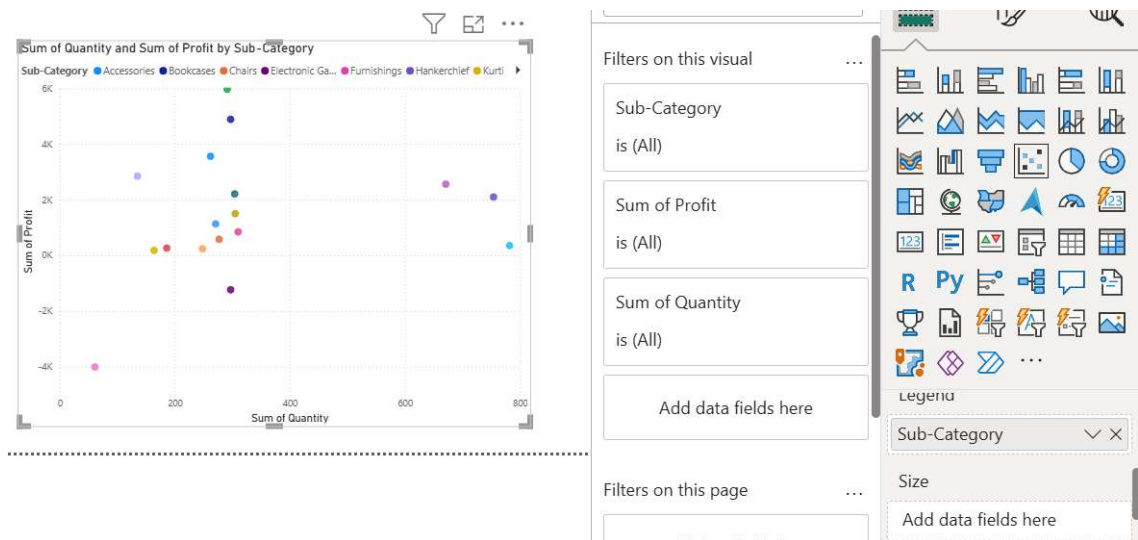 Sum of Quantity and Sum of Profit by Sub-Category
Sub-Category Accessories Bookcases Chairs Electronic Ga... Furnishings Hankerchief Kurti
6K
4K
2K
0K
-2K
-4K
Sum of Profit
0 200 400 600 800
Sum of Quantity
Filters on this visual ...
Sub-Category
is (All)
Sum of Profit
is (All)
Sum of Quantity
is (All)
Add data fields here
Filters on this page ...
123
123
R Py
...
Legend
Sub-Category
Size
Add data fields here